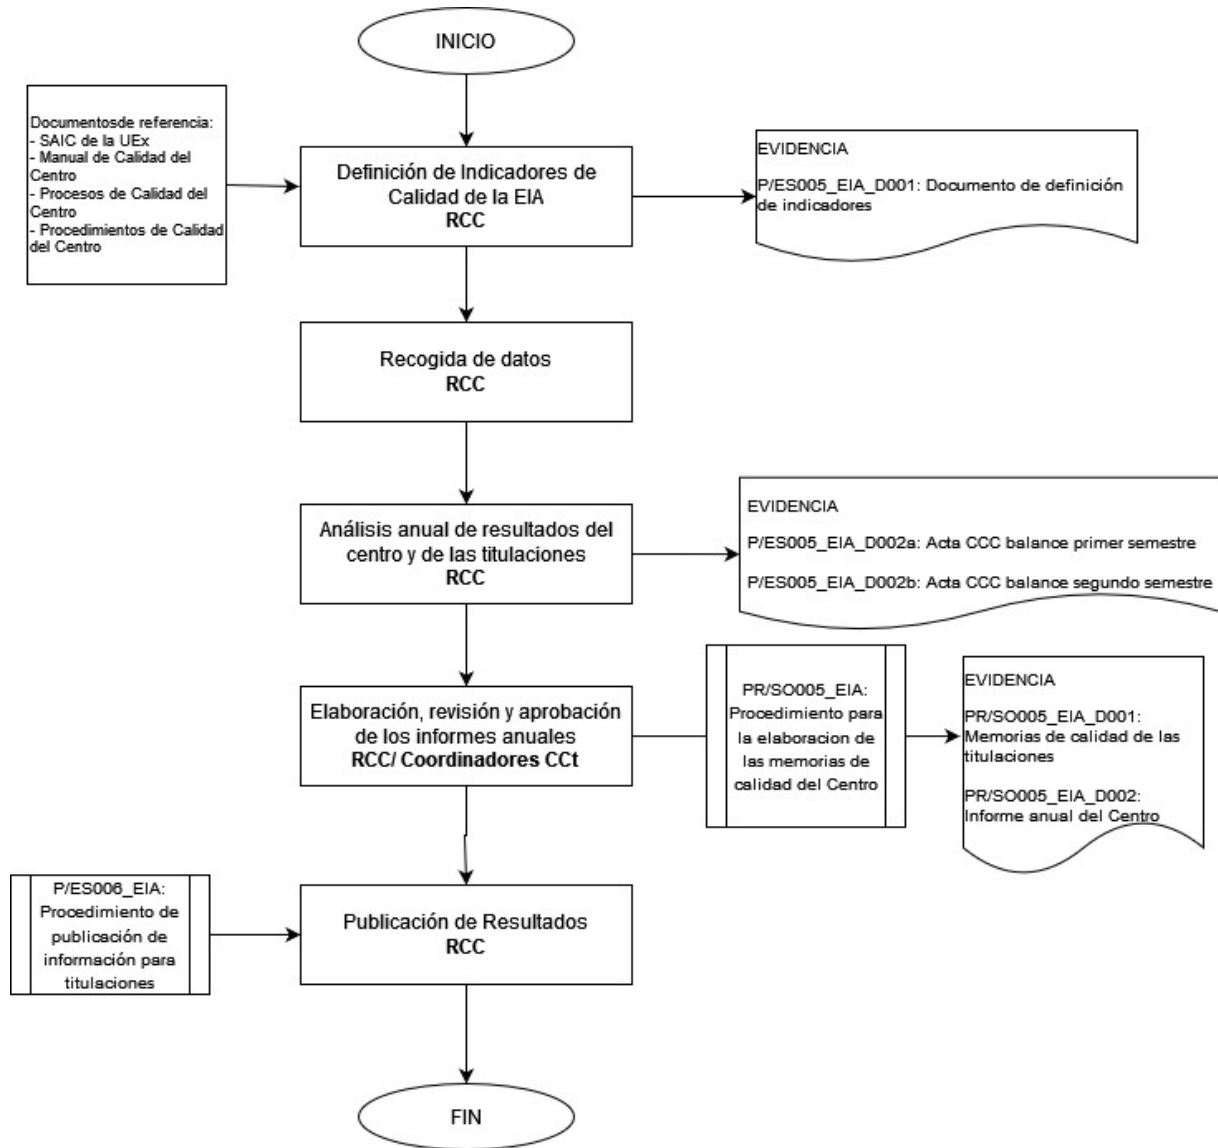 INICIO
Documentosde referencia:
- SAIC de la UEx
- Manual de Calidad del
Centro
- Procesos de Calidad del
Centro
- Procedimientos de Calidad
del Centro
Definición de Indicadores de
Calidad de la EIA
RCC
EVIDENCIA
P/ES005_EIA_D001: Documento de definición
de indicadores
Recogida de datos
RCC
Análisis anual de resultados del
centro y de las titulaciones
RCC
EVIDENCIA
P/ES005_EIA_D002a: Acta CCC balance primer semestre
P/ES005_EIA_D002b: Acta CCC balance segundo semestre
Elaboración, revisión y aprobación
de los informes anuales
RCC/ Coordinadores CCt
PR/SO005_EIA:
Procedimiento para
la elaboracion de
las memorias de
calidad del Centro
EVIDENCIA
PR/SO005_EIA_D001:
Memorias de calidad de las
titulaciones
PR/SO005_EIA_D002:
Informe anual del Centro
P/ES006_EIA:
Procedimiento de
publicación de
información para
titulaciones
Publicación de Resultados
RCC
FIN